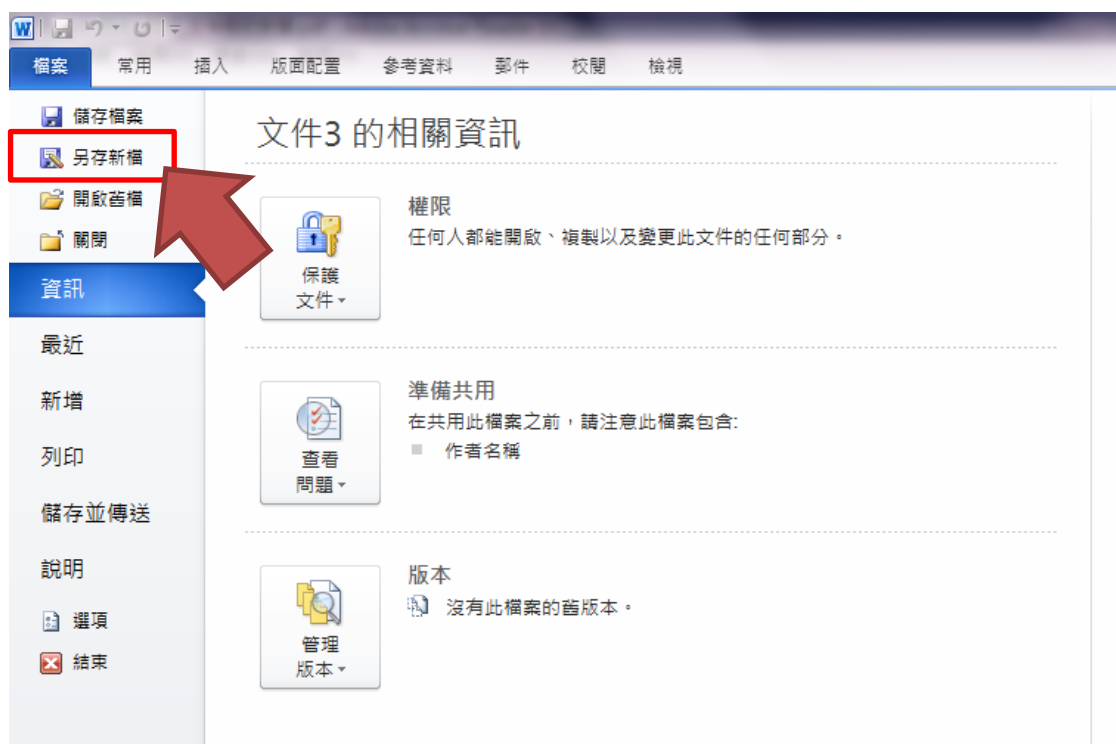 檔案 常用 插入 版面配置 參考資料 郵件 校閱 檢視
儲存檔案
另存新檔
開啟舊檔
關閉
資訊
最近
新增
列印
儲存並傳送
說明
選項
結束
文件3 的相關資訊
保護
文件
權限
任何人都能開啟、複製以及變更此文件的任何部分。
查看
問題
準備共用
在共用此檔案之前，請注意此檔案包含:
作者名稱
管理
版本
版本
沒有此檔案的舊版本。